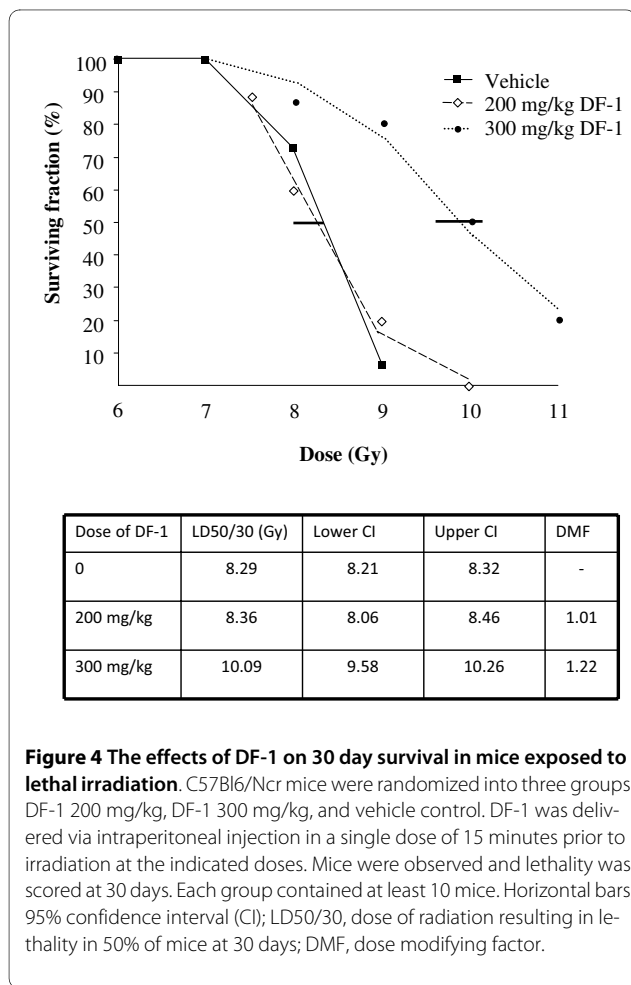 100
90
80
70
60
50
40
30
20
10
Surviving fraction (%)
Vehicle
200 mg/kg DF-1
300 mg/kg DF-1
6 7 8 9 10 11
Dose (Gy)
Dose of DF-1 LD50/30 (Gy) Lower CI Upper CI DMF
0 8.29 8.21 8.32 -
200 mg/kg 8.36 8.06 8.46 1.01
300 mg/kg 10.09 9.58 10.26 1.22
Figure 4 The effects of DF-1 on 30 day survival in mice exposed to
lethal irradiation. C57Bl6/Ncr mice were randomized into three groups
DF-1 200 mg/kg, DF-1 300 mg/kg, and vehicle control. DF-1 was deliv-
ered via intraperitoneal injection in a single dose of 15 minutes prior to
irradiation at the indicated doses. Mice were observed and lethality was
scored at 30 days. Each group contained at least 10 mice. Horizontal bars
95% confidence interval (CI); LD50/30, dose of radiation resulting in le-
thality in 50% of mice at 30 days; DMF, dose modifying factor.